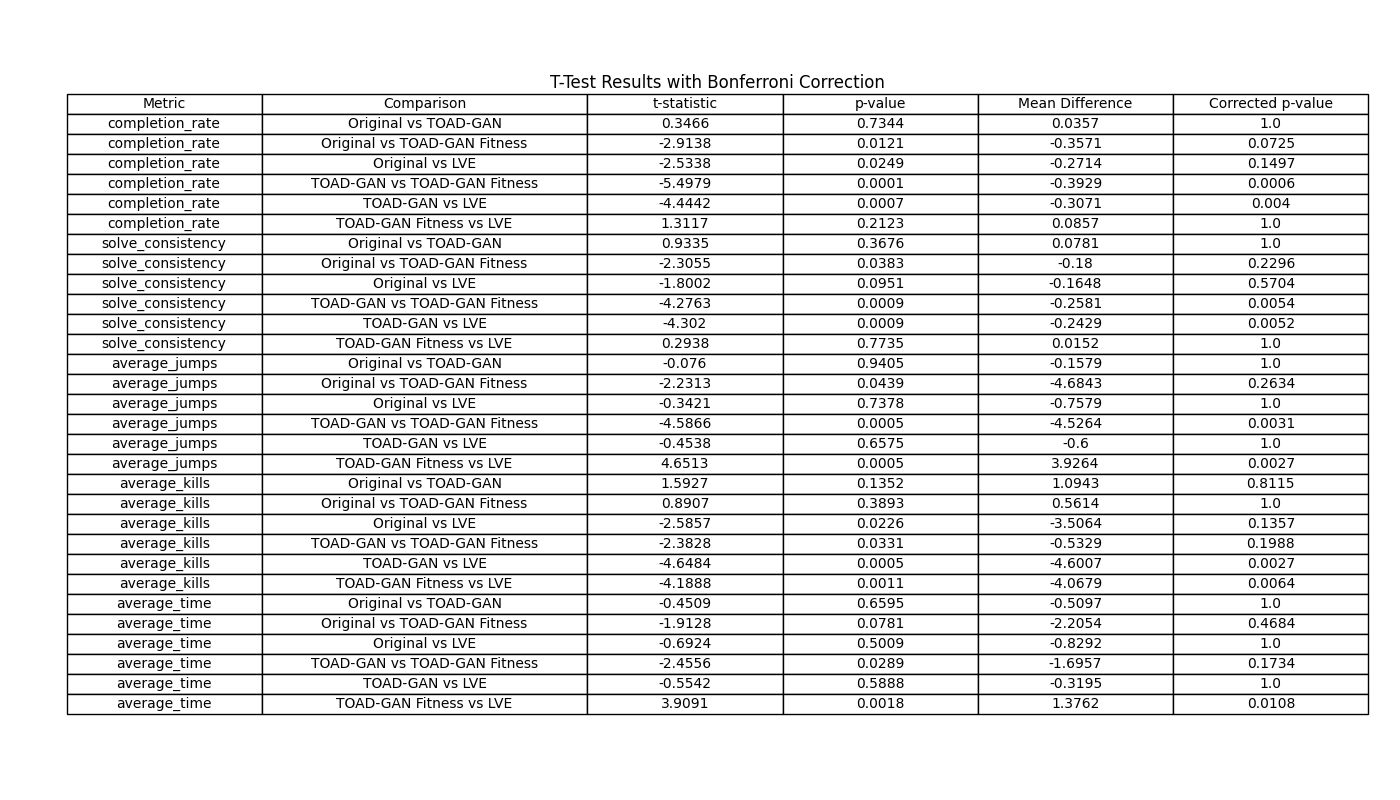 T-Test Results with Bonferroni Correction
Metric Comparison t-statistic p-value Mean Difference Corrected p-value
completion_rate Original vs TOAD-GAN 0.3466 0.7344 0.0357 1.0
completion_rate Original vs TOAD-GAN Fitness -2.9138 0.0121 -0.3571 0.0725
completion_rate Original vs LVE -2.5338 0.0249 -0.2714 0.1497
completion_rate TOAD-GAN vs TOAD-GAN Fitness -5.4979 0.0001 -0.3929 0.0006
completion_rate TOAD-GAN vs LVE -4.4442 0.0007 -0.3071 0.004
completion_rate TOAD-GAN Fitness vs LVE 1.3117 0.2123 0.0857 1.0
solve_consistency Original vs TOAD-GAN 0.9335 0.3676 0.0781 1.0
solve_consistency Original vs TOAD-GAN Fitness -2.3055 0.0383 -0.18 0.2296
solve_consistency Original vs LVE -1.8002 0.0951 -0.1648 0.5704
solve_consistency TOAD-GAN vs TOAD-GAN Fitness -4.2763 0.0009 -0.2581 0.0054
solve_consistency TOAD-GAN vs LVE -4.302 0.0009 -0.2429 0.0052
solve_consistency TOAD-GAN Fitness vs LVE 0.2938 0.7735 0.0152 1.0
average_jumps Original vs TOAD-GAN -0.076 0.9405 -0.1579 1.0
average_jumps Original vs TOAD-GAN Fitness -2.2313 0.0439 -4.6843 0.2634
average_jumps Original vs LVE -0.3421 0.7378 -0.7579 1.0
average_jumps TOAD-GAN vs TOAD-GAN Fitness -4.5866 0.0005 -4.5264 0.0031
average_jumps TOAD-GAN vs LVE -0.4538 0.6575 -0.6 1.0
average_jumps TOAD-GAN Fitness vs LVE 4.6513 0.0005 3.9264 0.0027
average_kills Original vs TOAD-GAN 1.5927 0.1352 1.0943 0.8115
average_kills Original vs TOAD-GAN Fitness 0.8907 0.3893 0.5614 1.0
average_kills Original vs LVE -2.5857 0.0226 -3.5064 0.1357
average_kills TOAD-GAN vs TOAD-GAN Fitness -2.3828 0.0331 -0.5329 0.1988
average_kills TOAD-GAN vs LVE -4.6484 0.0005 -4.6007 0.0027
average_kills TOAD-GAN Fitness vs LVE -4.1888 0.0011 -4.0679 0.0064
average_time Original vs TOAD-GAN -0.4509 0.6595 -0.5097 1.0
average_time Original vs TOAD-GAN Fitness -1.9128 0.0781 -2.2054 0.4684
average_time Original vs LVE -0.6924 0.5009 -0.8292 1.0
average_time TOAD-GAN vs TOAD-GAN Fitness -2.4556 0.0289 -1.6957 0.1734
average_time TOAD-GAN vs LVE -0.5542 0.5888 -0.3195 1.0
average_time TOAD-GAN Fitness vs LVE 3.9091 0.0018 1.3762 0.0108